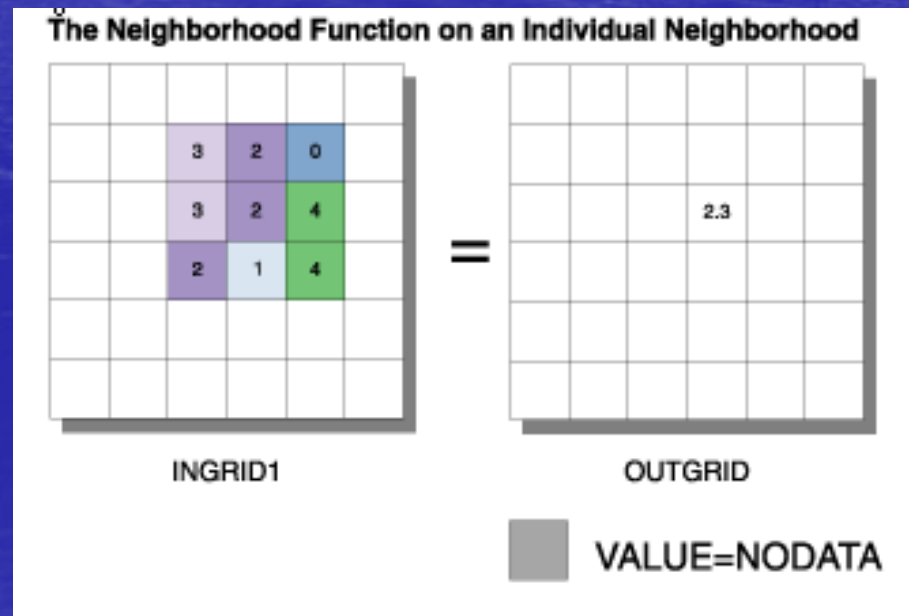 The Neighborhood Function on an Individual Neighborhood
3 2 0
3 2 4
2 1 4
=
2.3
INGRID1
OUTGRID
VALUE=NODATA